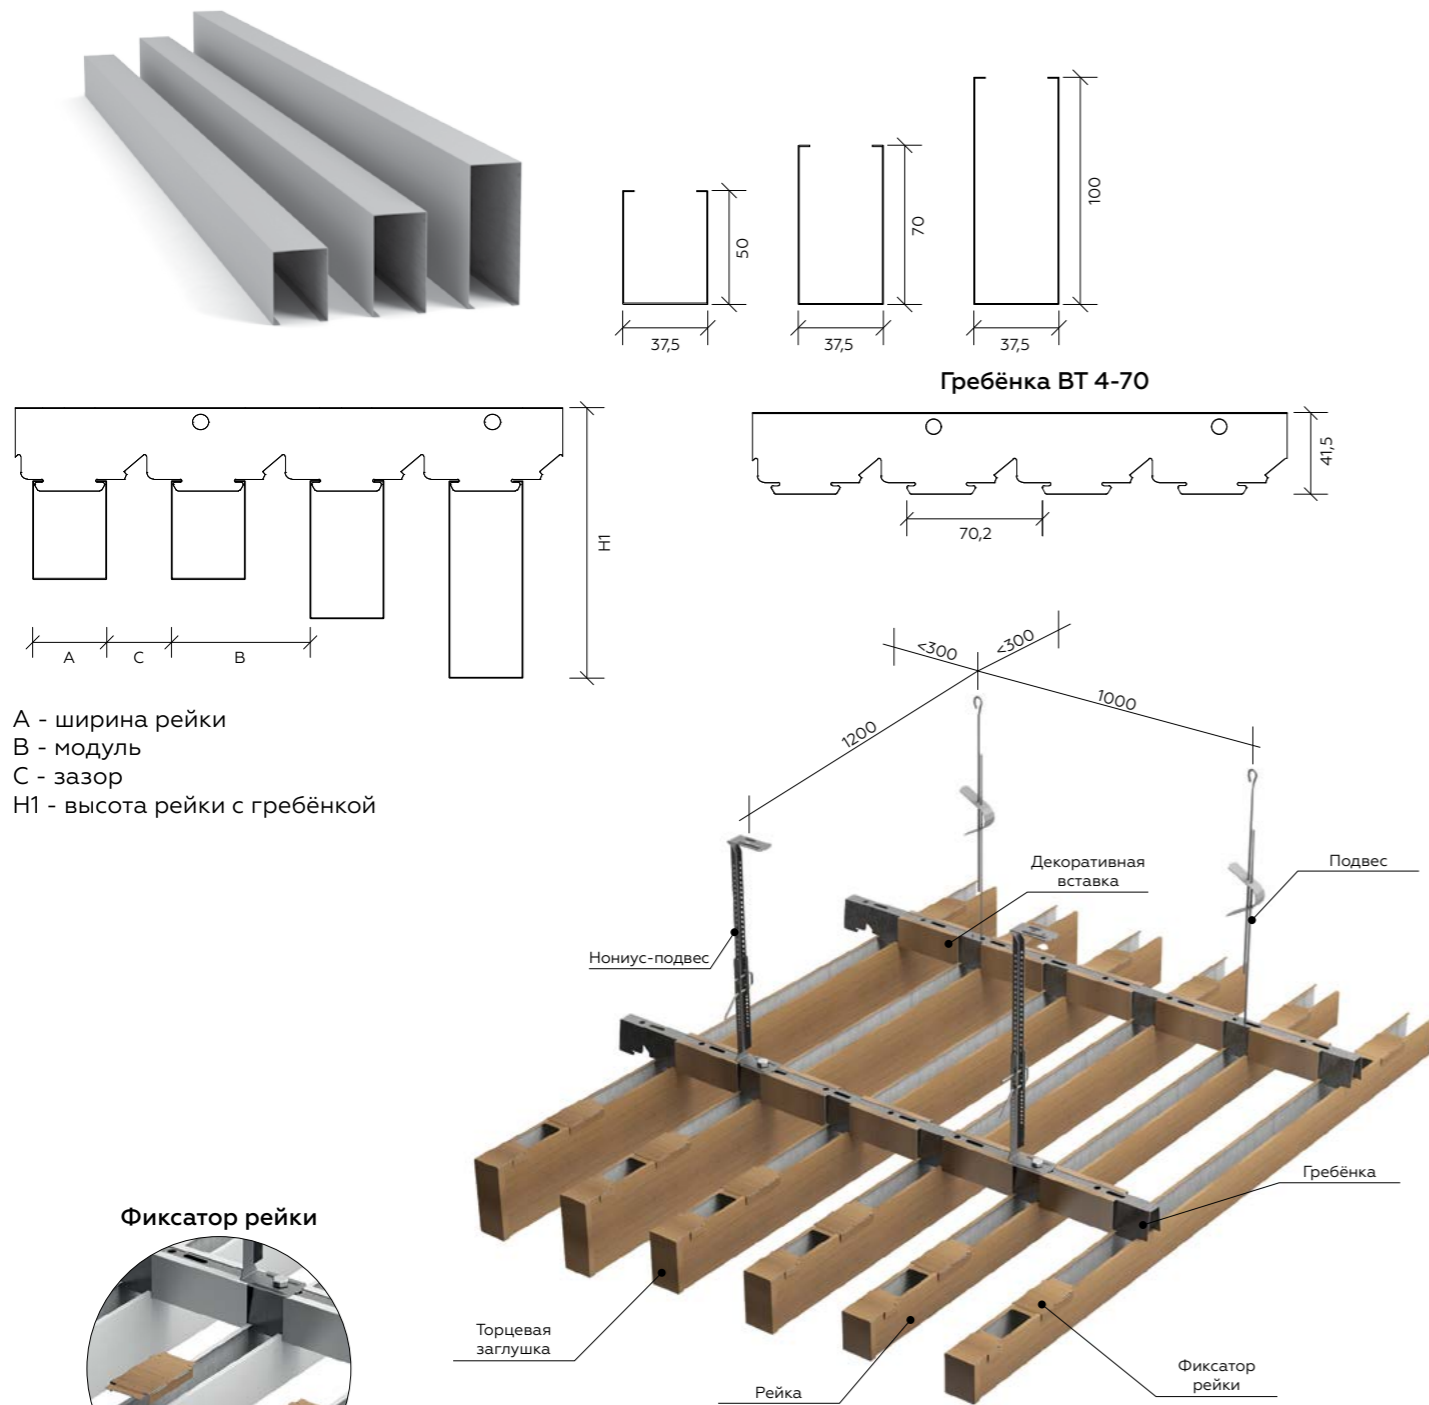 50
70
100
37,5
37,5
37,5
Гребёнка ВТ 4-70
41,5
70,2
H1
A
C
B
A - ширина рейки
B - модуль
C - зазор
H1 - высота рейки с гребёнкой
<300
<300
1200
1000
Декоративная
вставка
Подвес
Нониус-подвес
Гребёнка
Фиксатор рейки
Торцевая
заглушка
Рейка
Фиксатор
рейки